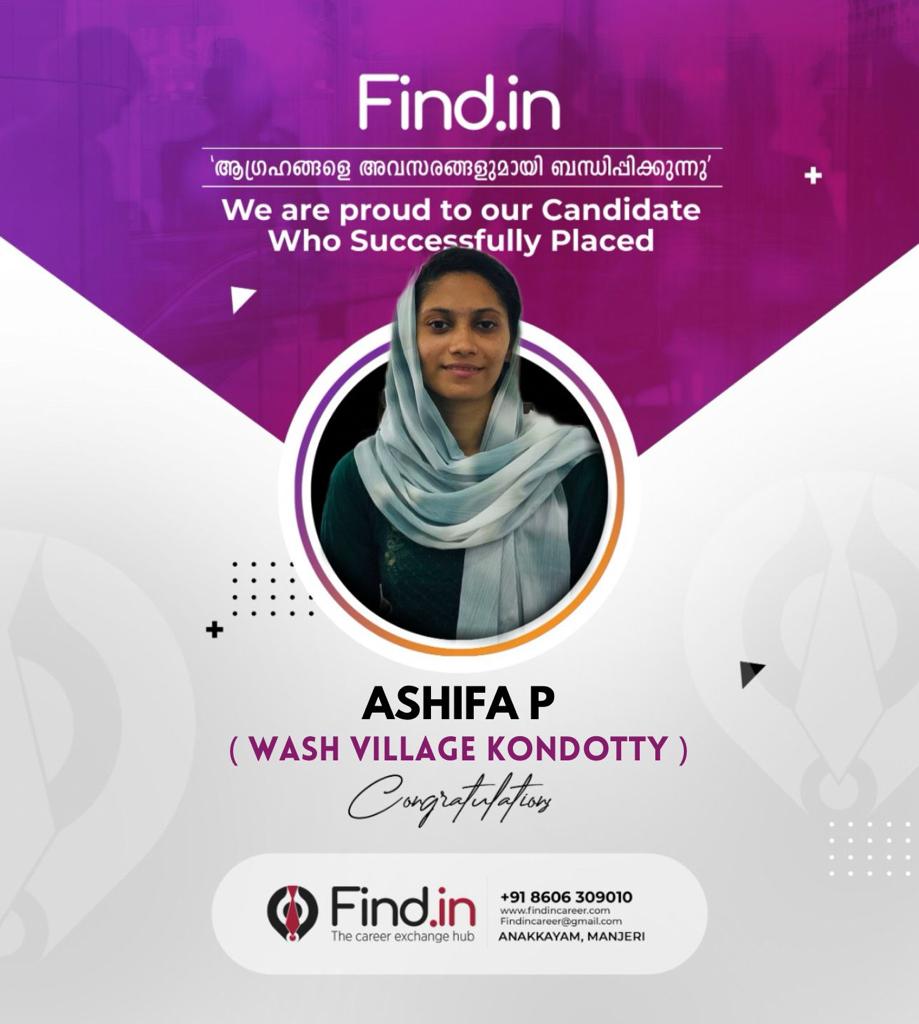 Find.in
'ആഗ്രഹങ്ങളെ അവസരങ്ങളുമായി ബന്ധിപ്പിക്കുന്നു'
We are proud to our Candidate
Who Successfully Placed
ASHIFA P
( WASH VILLAGE KONDOTTY )
Congratulations
Find.in
The career exchange hub
+91 8606 309010
www.findincareer.com
Findincareer@gmail.com
ANAKKAYAM, MANJERI